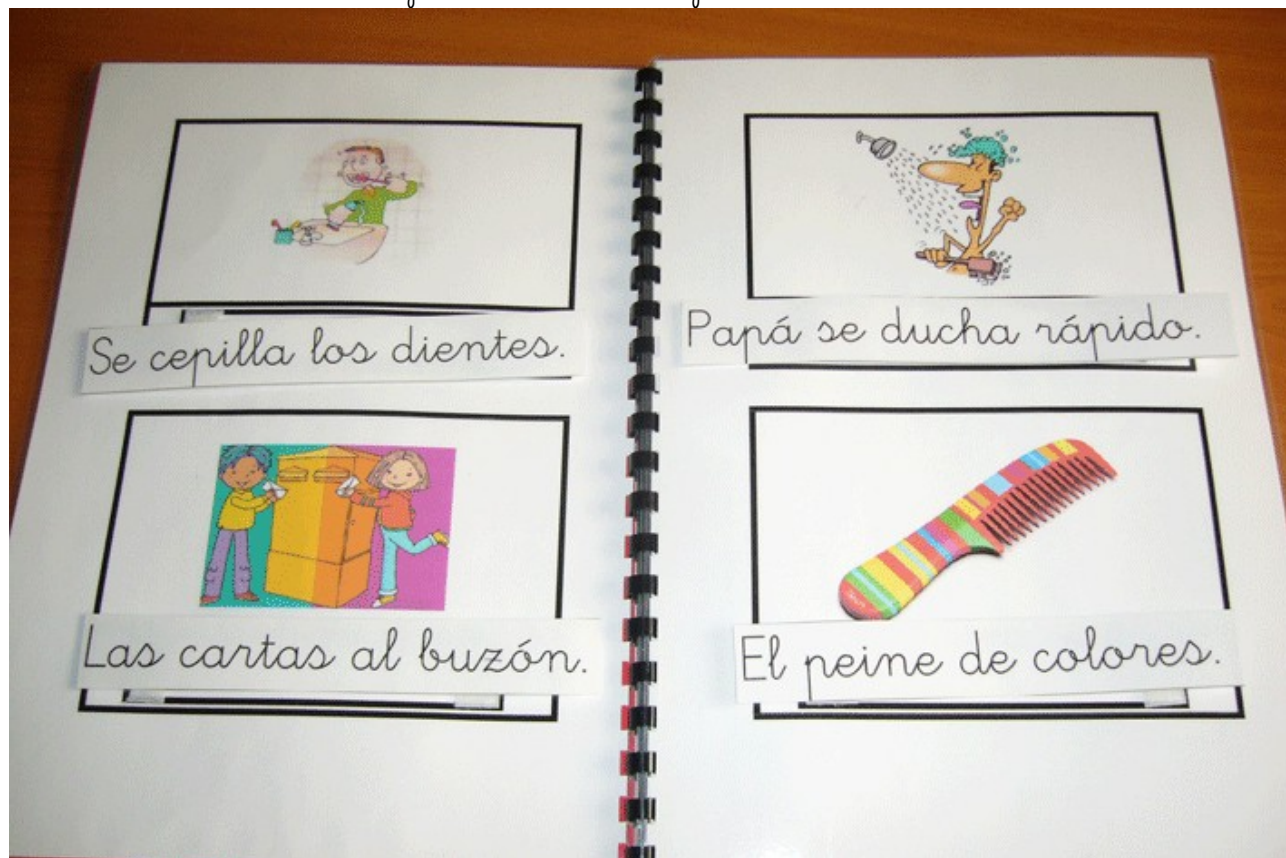 Se cepilla los dientes.
Las cartas al buzón.
Papá se ducha rápido.
El peine de colores.